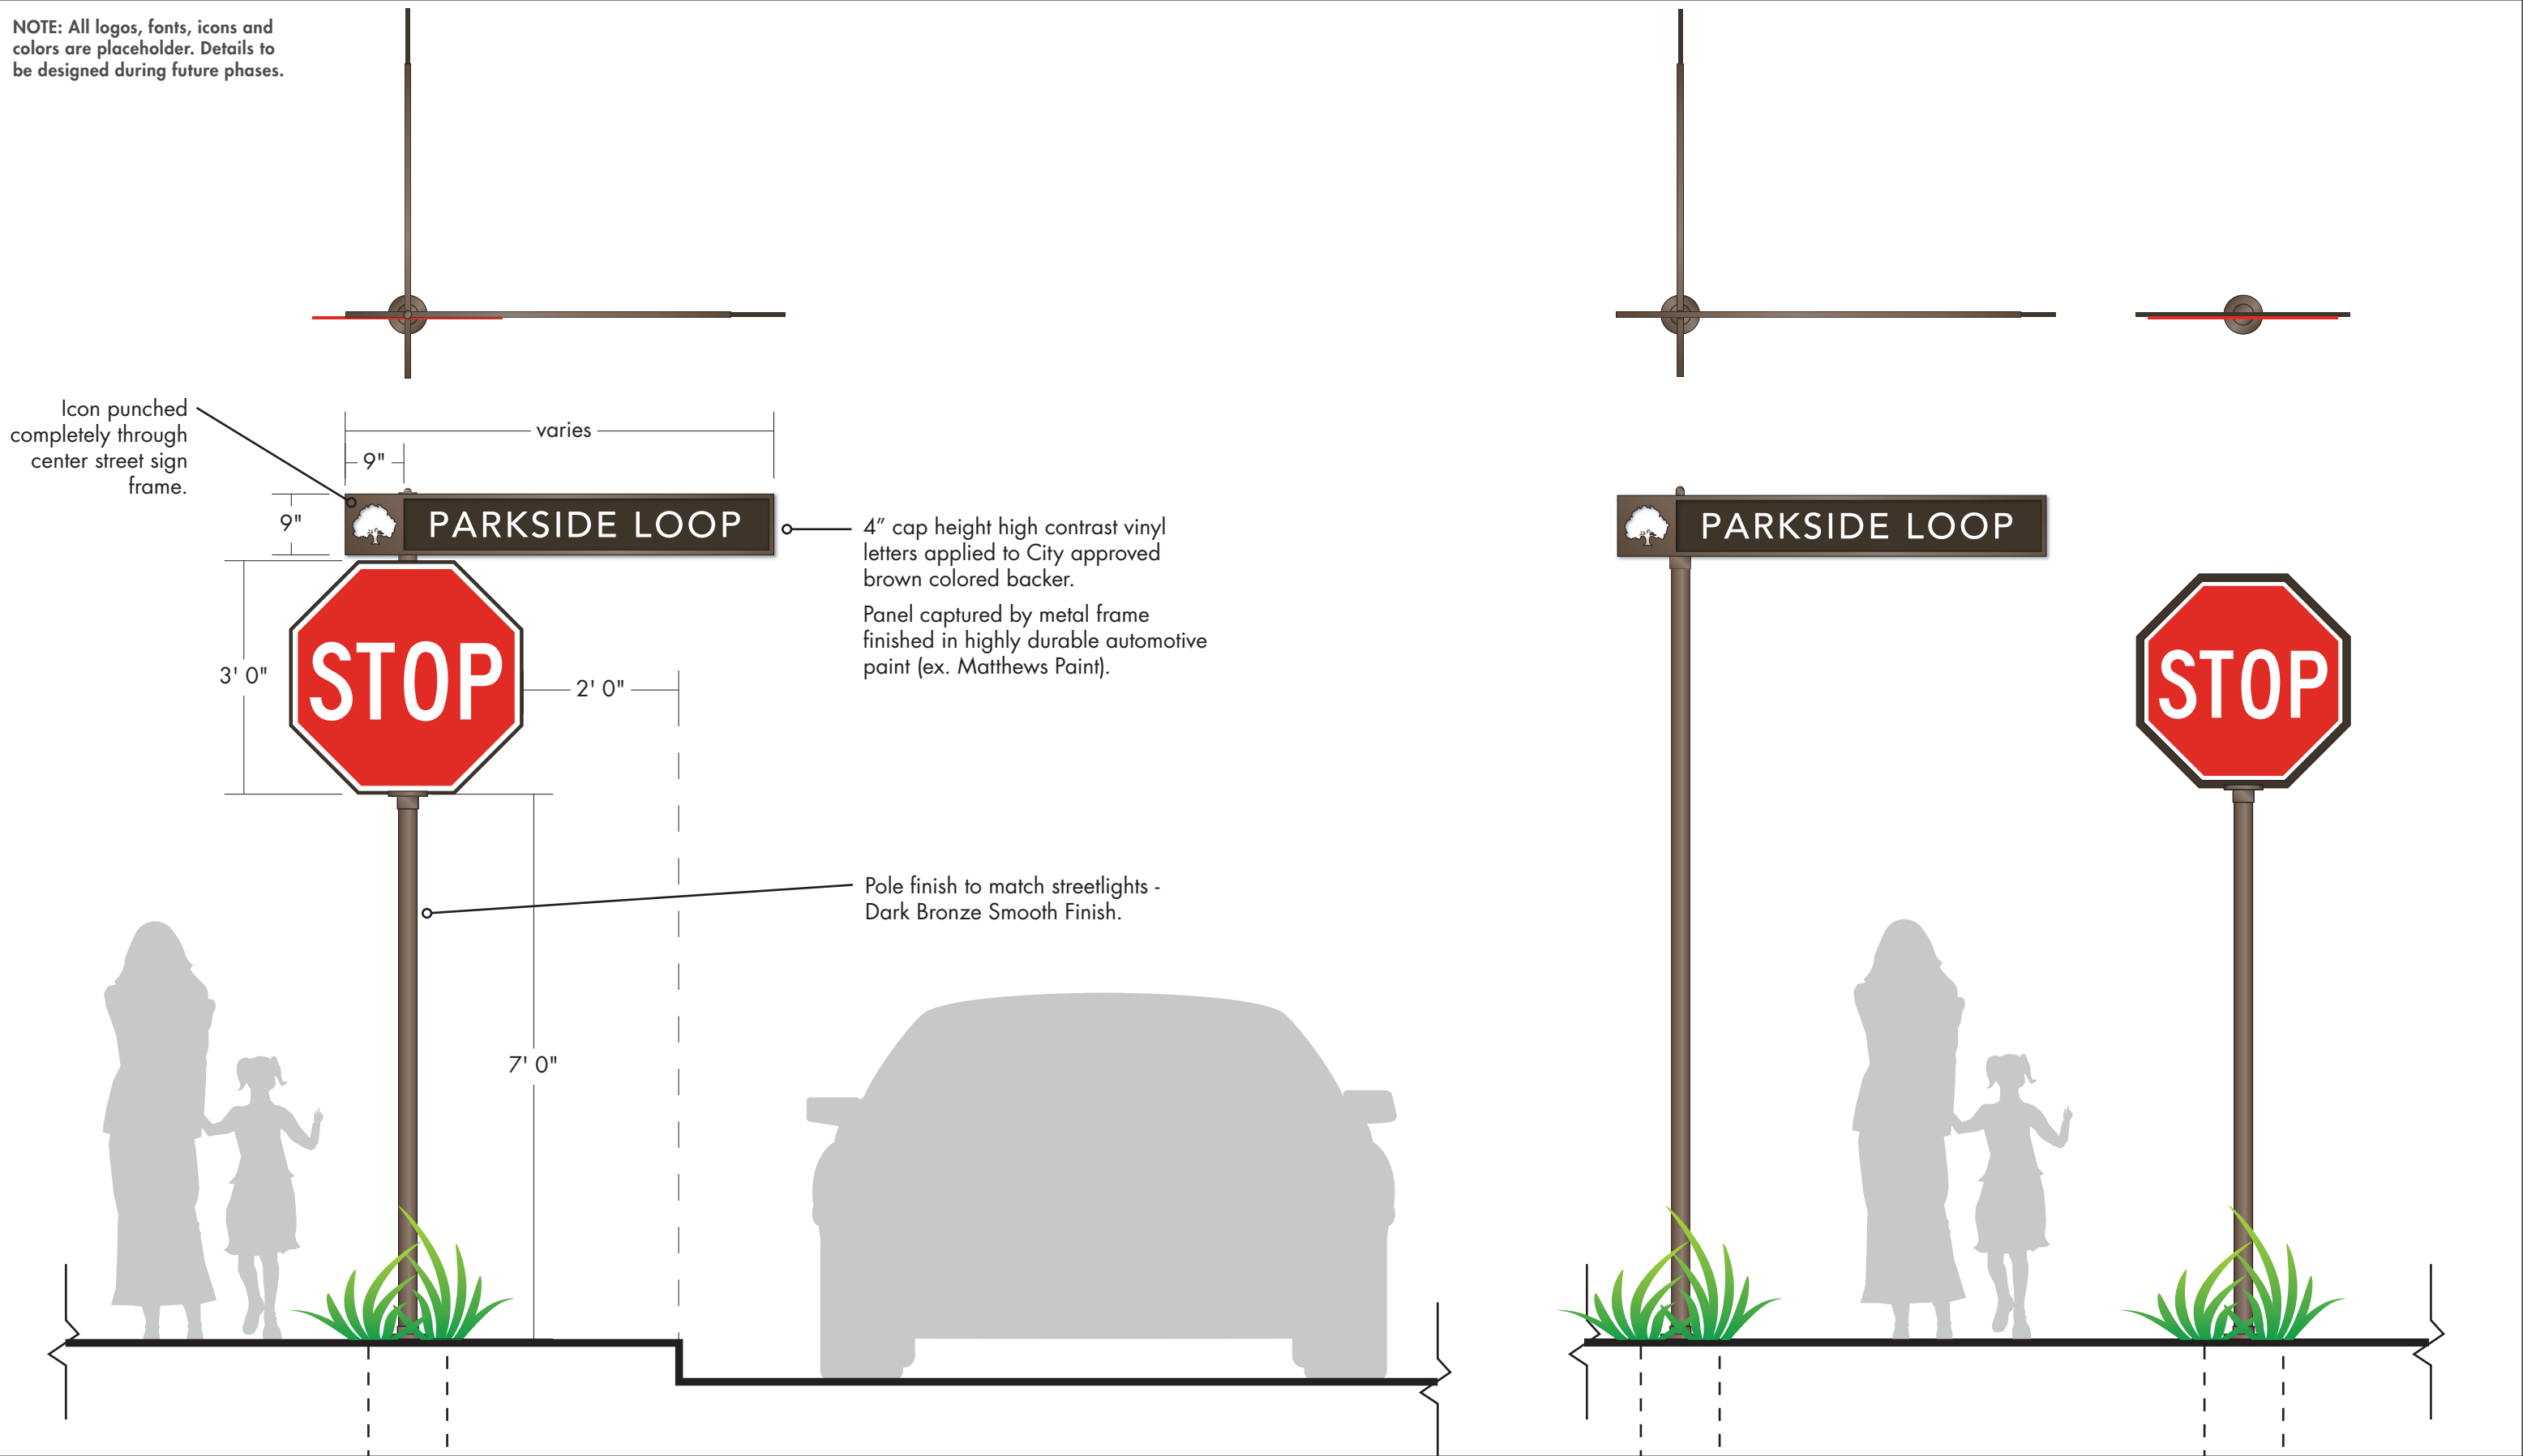 NOTE: All logos, fonts, icons and
colors are placeholder. Details to
be designed during future phases.
Icon punched
completely through
center street sign
frame.
varies
9"
9"
PARKSIDE LOOP
4” cap height high contrast vinyl
letters applied to City approved
brown colored backer.
Panel captured by metal frame
finished in highly durable automotive
paint (ex. Matthews Paint).
3' 0"
STOP
2' 0"
Pole finish to match streetlights -
Dark Bronze Smooth Finish.
7' 0"
PARKSIDE LOOP
STOP